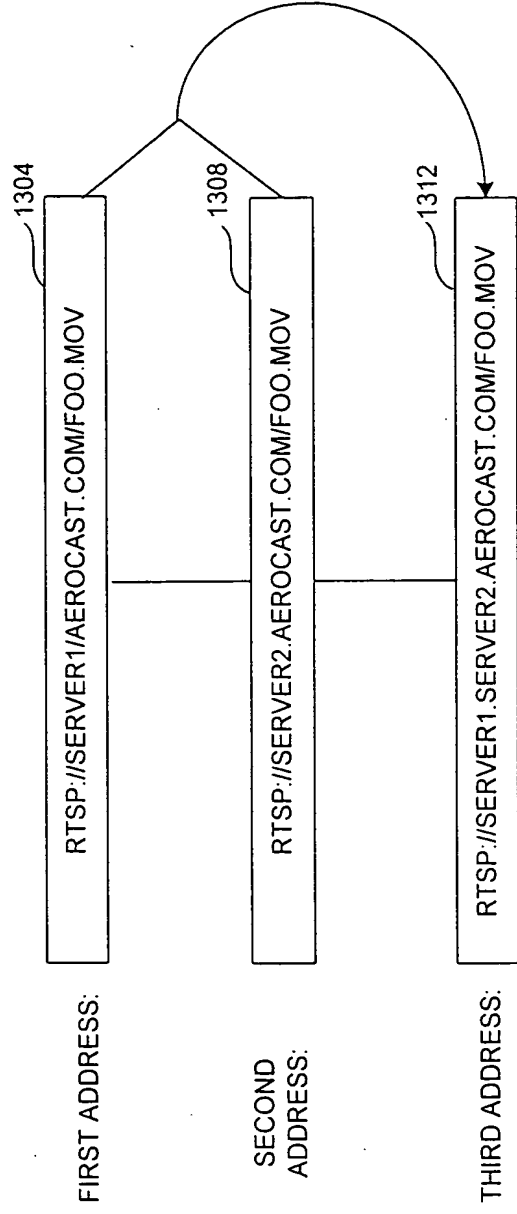 FIRST ADDRESS:
RTSP://SERVER1/AEROCAST.COM/FOO.MOV
1304
SECOND
ADDRESS:
RTSP://SERVER2.AEROCAST.COM/FOO.MOV
1308
THIRD ADDRESS:
RTSP://SERVER1.SERVER2.AEROCAST.COM/FOO.MOV
1312